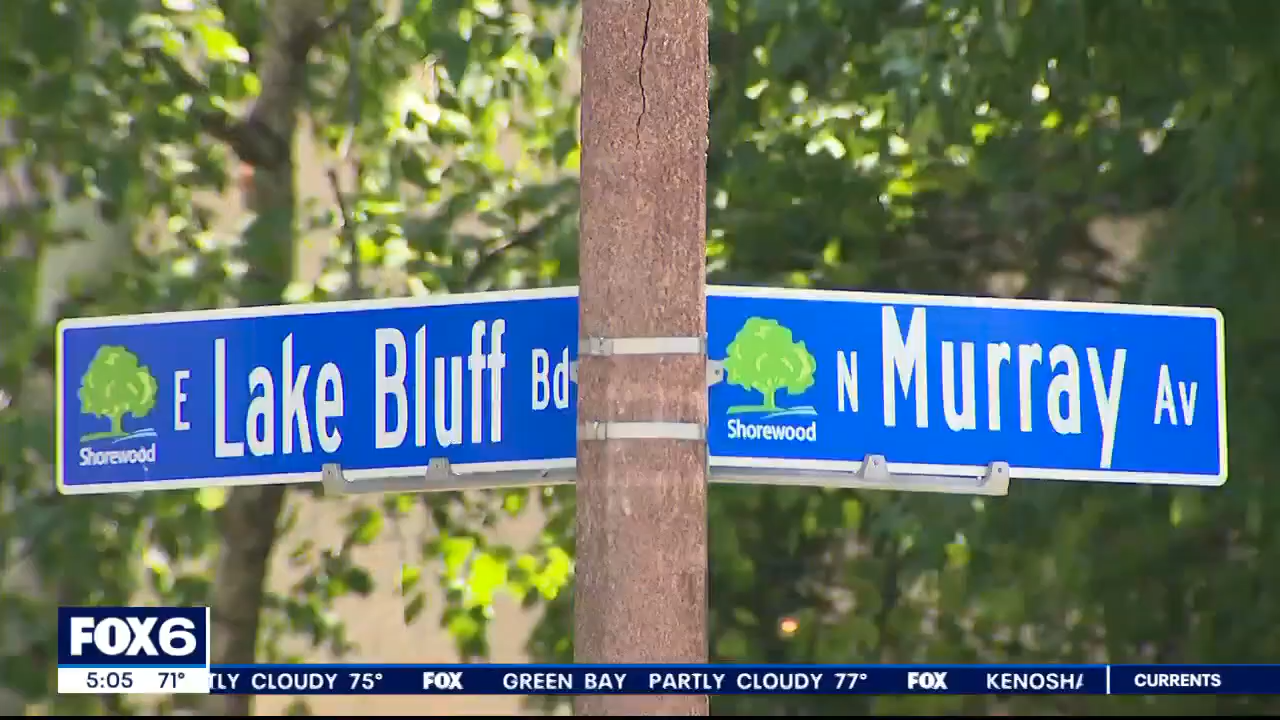 E Lake Bluff Bd
Shorewood
N Murray Av
Shorewood
FOX6
5:05 71°
TLY CLOUDY 75° FOX GREEN BAY PARTLY CLOUDY 77° FOX KENOSHA CURRENTS